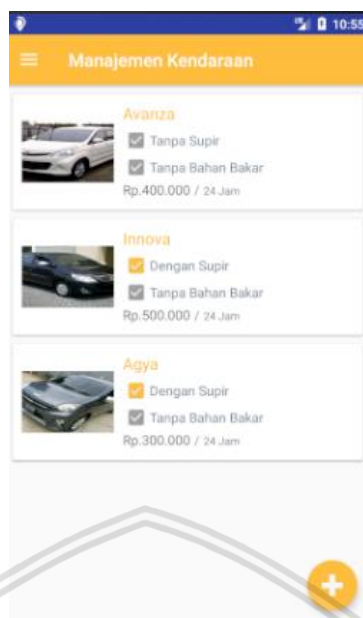 10:55
Manajemen Kendaraan
Avanza
Tanpa Supir
Tanpa Bahan Bakar
Rp.400.000 / 24 Jam
Innova
Dengan Supir
Tanpa Bahan Bakar
Rp.500.000 / 24 Jam
Agya
Dengan Supir
Tanpa Bahan Bakar
Rp.300.000 / 24 Jam